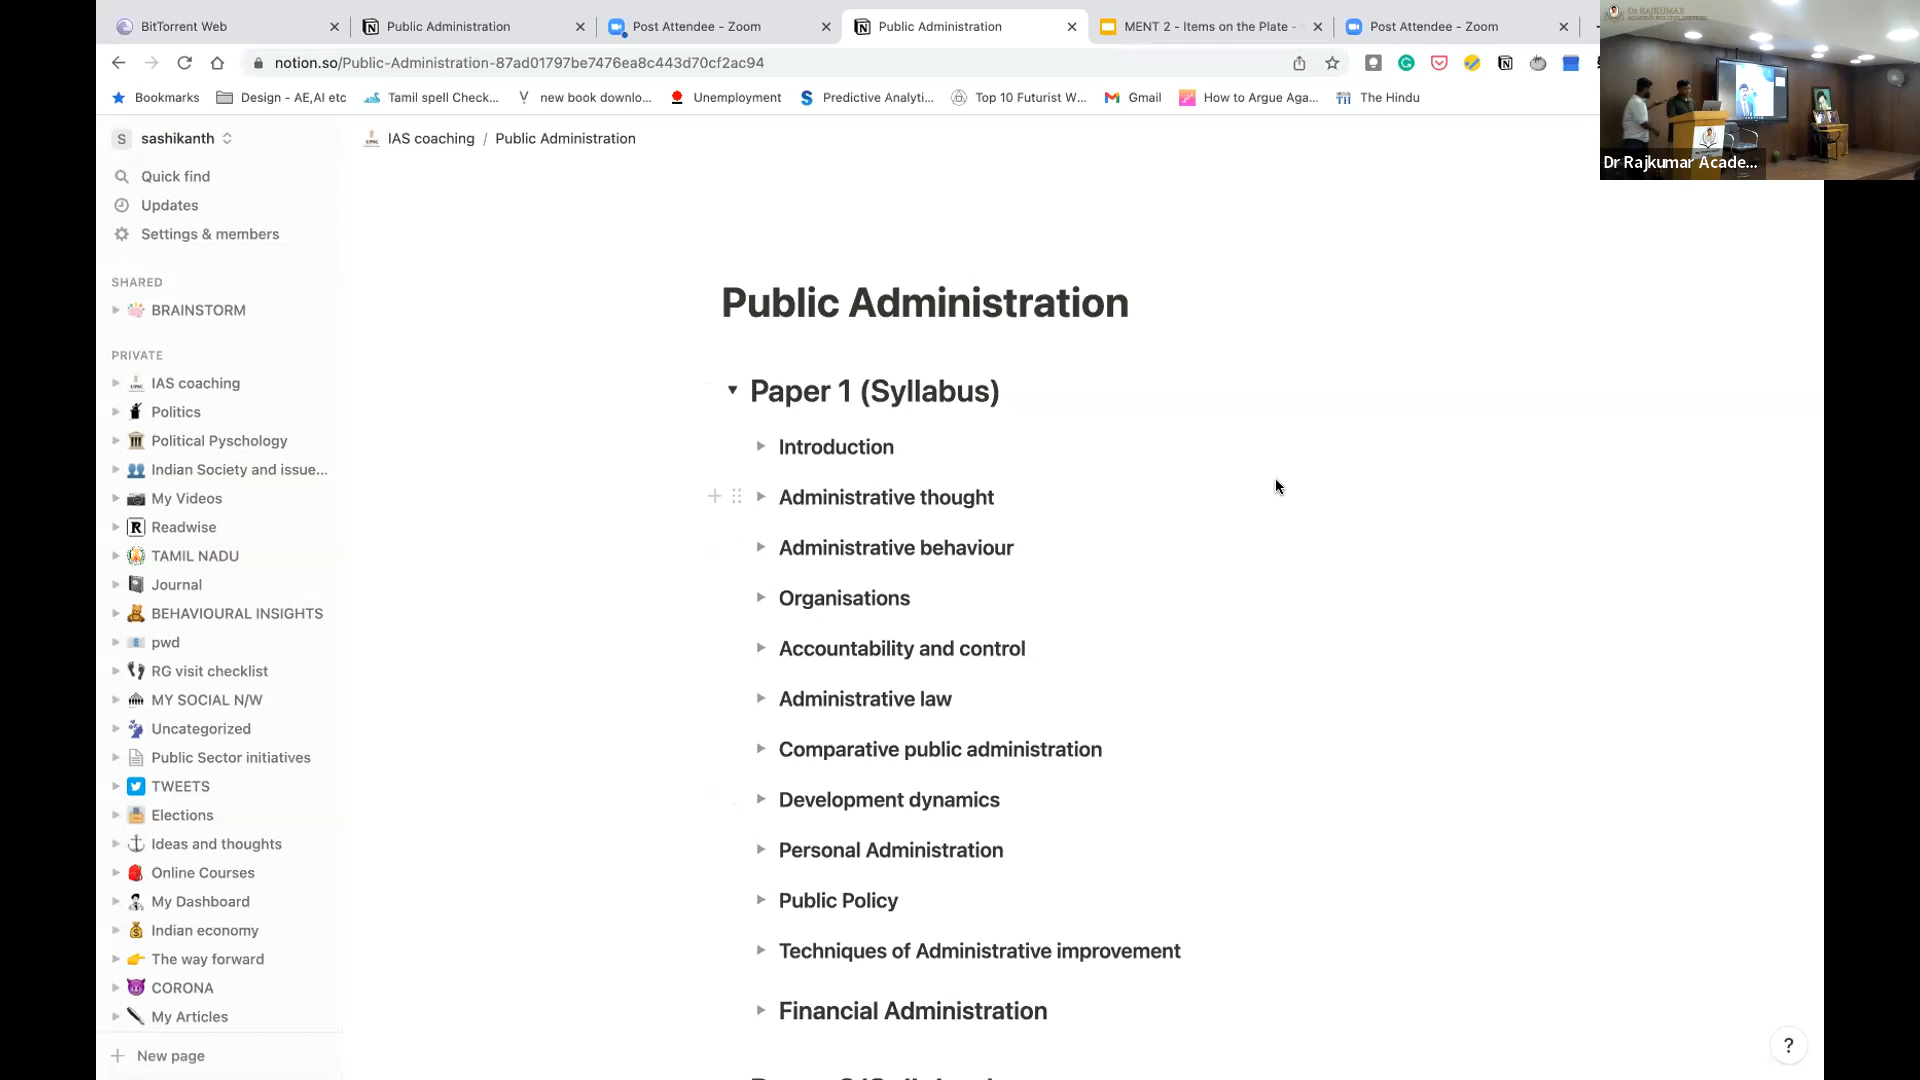 BitTorrent Web
Public Administration
Post Attendee - Zoom
Public Administration
MENT 2 - Items on the Plate -
Post Attendee - Zoom
Dr. RAJKUMAR
notion.so/Public-Administration-87ad01797be7476ea8c443d70cf2ac94
Bookmarks
Design - AE,AI etc
Tamil spell Check...
new book downlo...
Unemployment
Predictive Analyti...
Top 10 Futurist W...
Gmail
How to Argue Aga...
The Hindu
Dr Rajkumar Acade...
S sashikanth
IAS coaching / Public Administration
Quick find
Updates
Settings & members
SHARED
BRAINSTORM
PRIVATE
IAS coaching
Politics
Political Pyschology
Indian Society and issue...
My Videos
Readwise
TAMIL NADU
Journal
BEHAVIOURAL INSIGHTS
pwd
RG visit checklist
MY SOCIAL N/W
Uncategorized
Public Sector initiatives
TWEETS
Elections
Ideas and thoughts
Online Courses
My Dashboard
Indian economy
The way forward
CORONA
My Articles
New page
Public Administration
Paper 1 (Syllabus)
Introduction
Administrative thought
Administrative behaviour
Organisations
Accountability and control
Administrative law
Comparative public administration
Development dynamics
Personal Administration
Public Policy
Techniques of Administrative improvement
Financial Administration
?